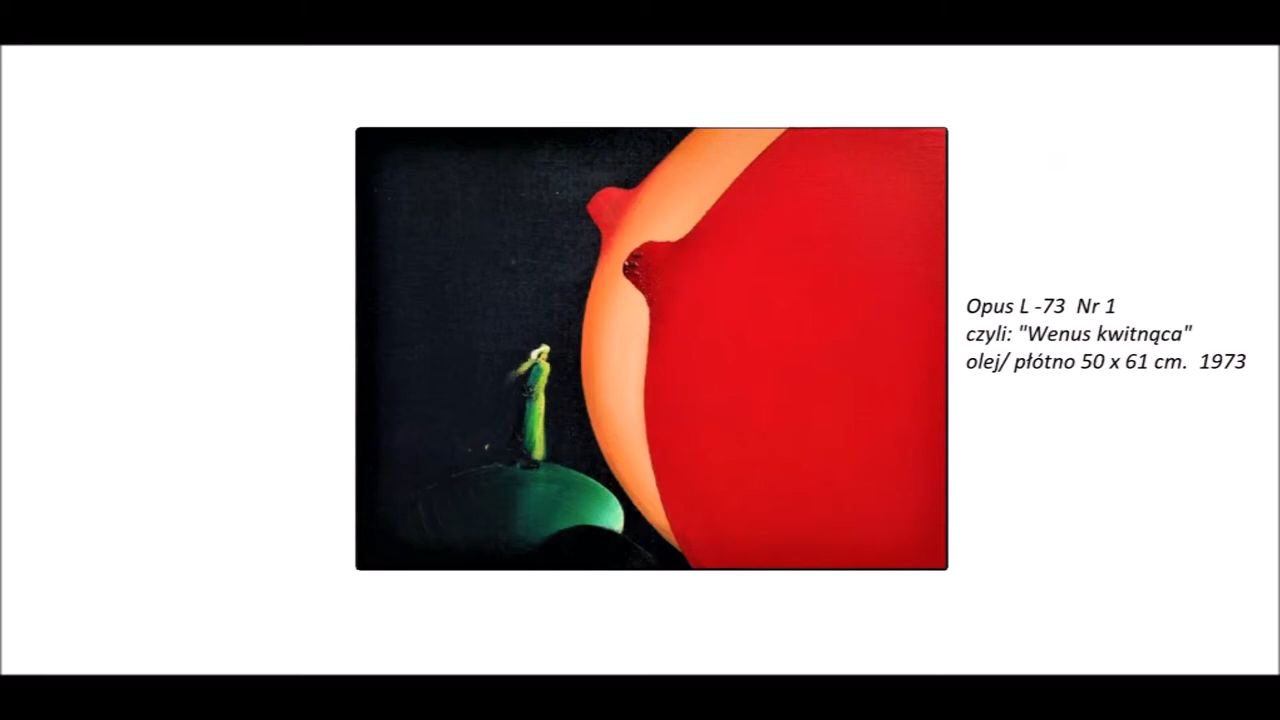 Opus L -73  Nr 1
czyli: "Wenus kwitnąca"
olej/ płótno 50 x 61 cm.  1973